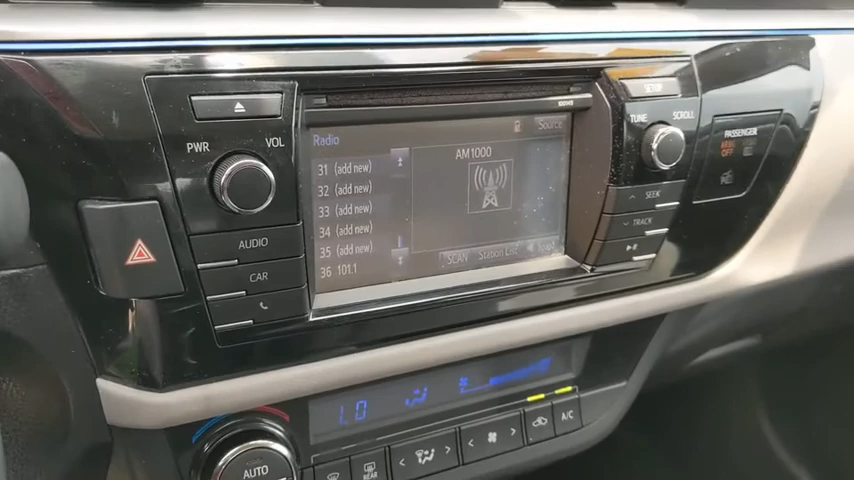 SETUP
PWR
VOL
TUNE
SCROLL
Radio
Source
AM1000
31 (add new)
32 (add new)
33 (add new)
34 (add new)
35 (add new)
36 101.1
SCAN
Station List
Sound
SEEK
TRACK
AUDIO
CAR
PASSENGER
AIR BAG
OFF
LO
AUTO
REAR
A/C